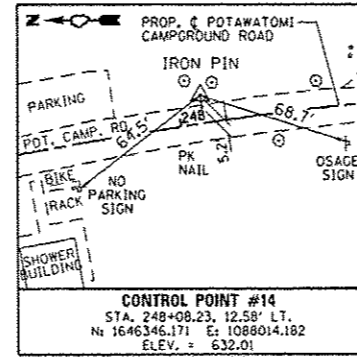 Z
PROP. ℄ POTAWATOMI
CAMPGROUND ROAD
IRON PIN
PARKING
248
68.7'
POT. CAMP. RD.
67.5'
5.2'
PK
NAIL
OSAGE
SIGN
BIKE
RACK
NO
PARKING
SIGN
SHOWER
BUILDING
CONTROL POINT #14
STA. 248+08.23, 12.58' LT.
N: 1646346.171 E: 1088014.182
ELEV. = 632.01